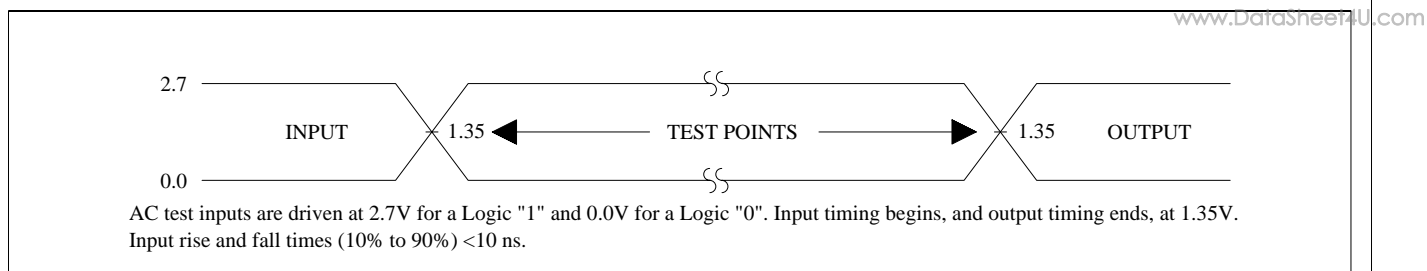 www.DataSheet4U.com
2.7
INPUT 1.35 TEST POINTS 1.35 OUTPUT
0.0
AC test inputs are driven at 2.7V for a Logic "1" and 0.0V for a Logic "0". Input timing begins, and output timing ends, at 1.35V.
Input rise and fall times (10% to 90%) <10 ns.